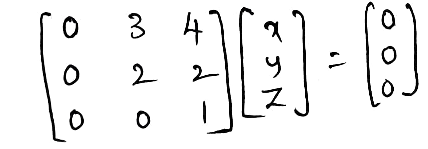 [0 3 4] [x] = [0]
[0 2 2] [y] [0]
[0 0 1] [z] [0]